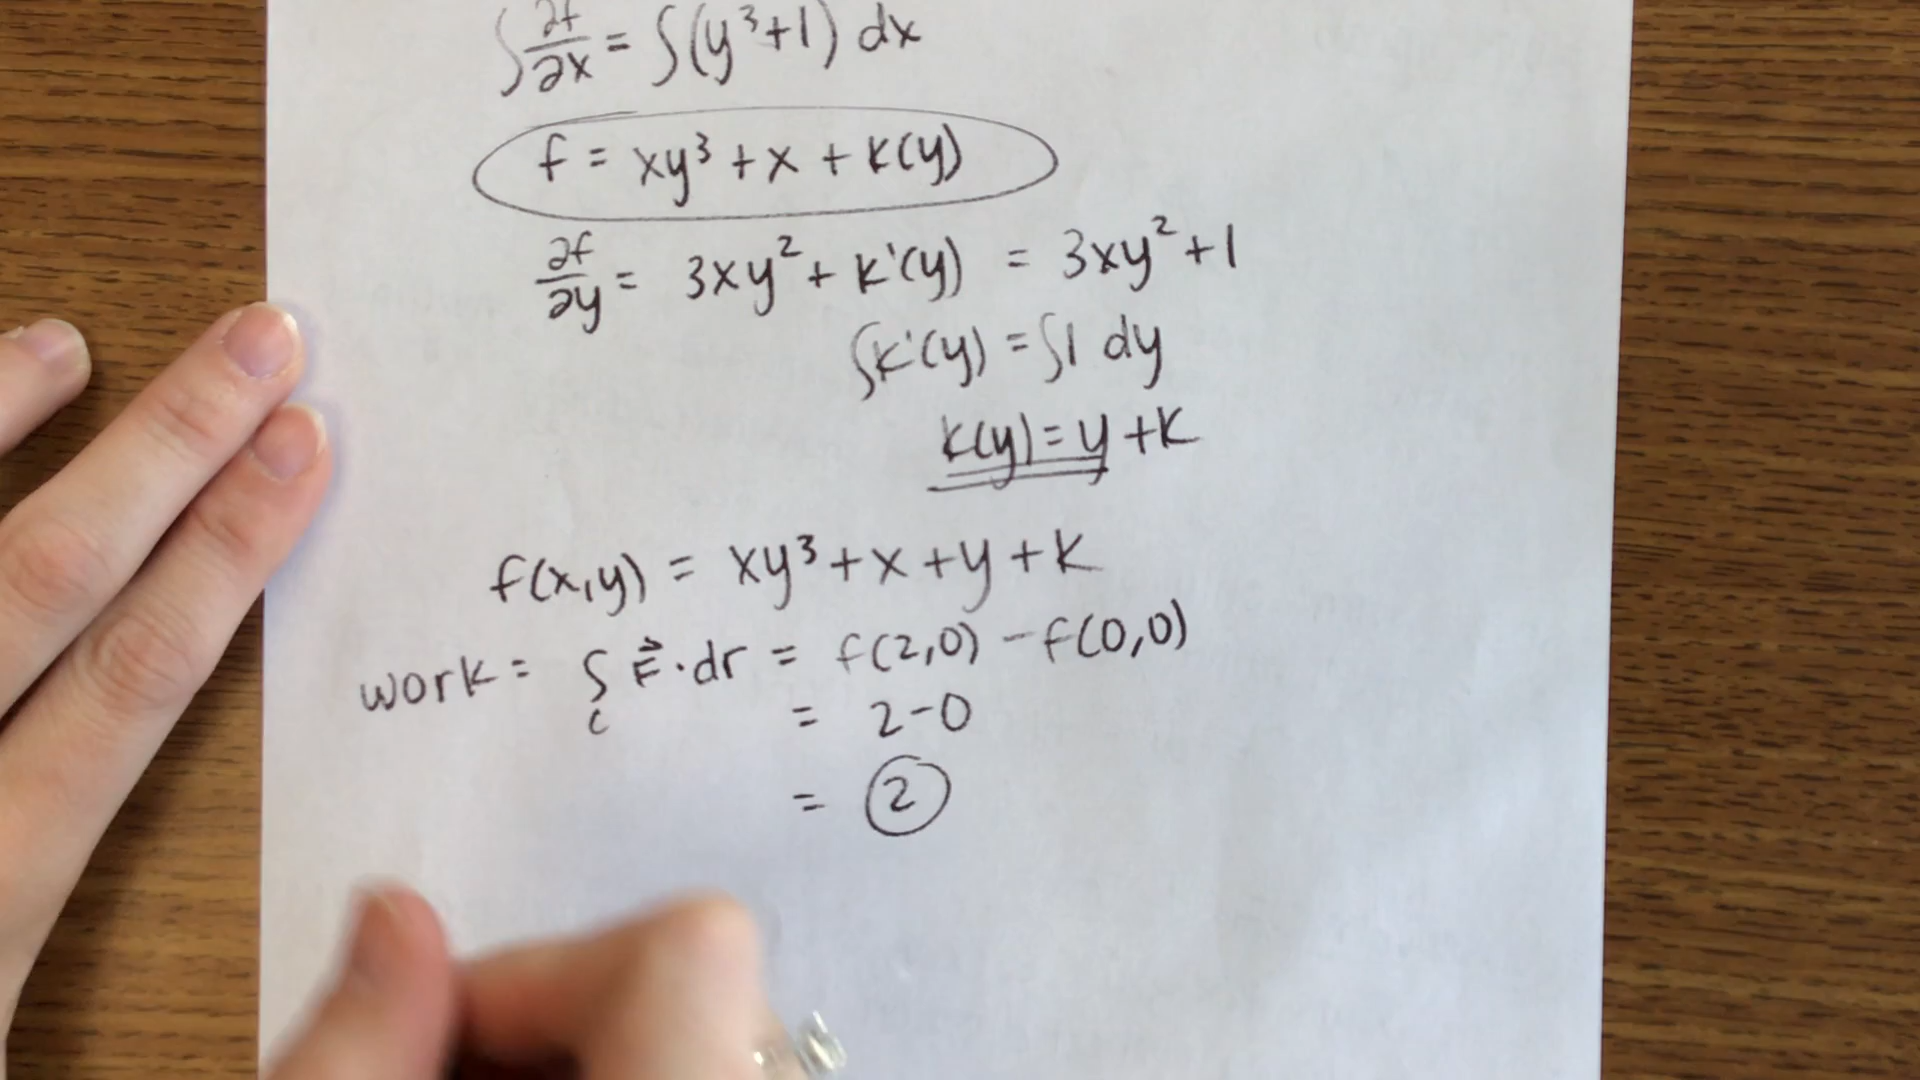 ∫ ∂f/∂x = ∫(y³+1) dx
f = xy³ + x + k(y)
∂f/∂y = 3xy² + k'(y) = 3xy² + 1
∫k'(y) = ∫1 dy
k(y) = y + K
f(x,y) = xy³ + x + y + K
work = ∫c F⃗ · dr = f(2,0) - f(0,0)
= 2-0
= 2